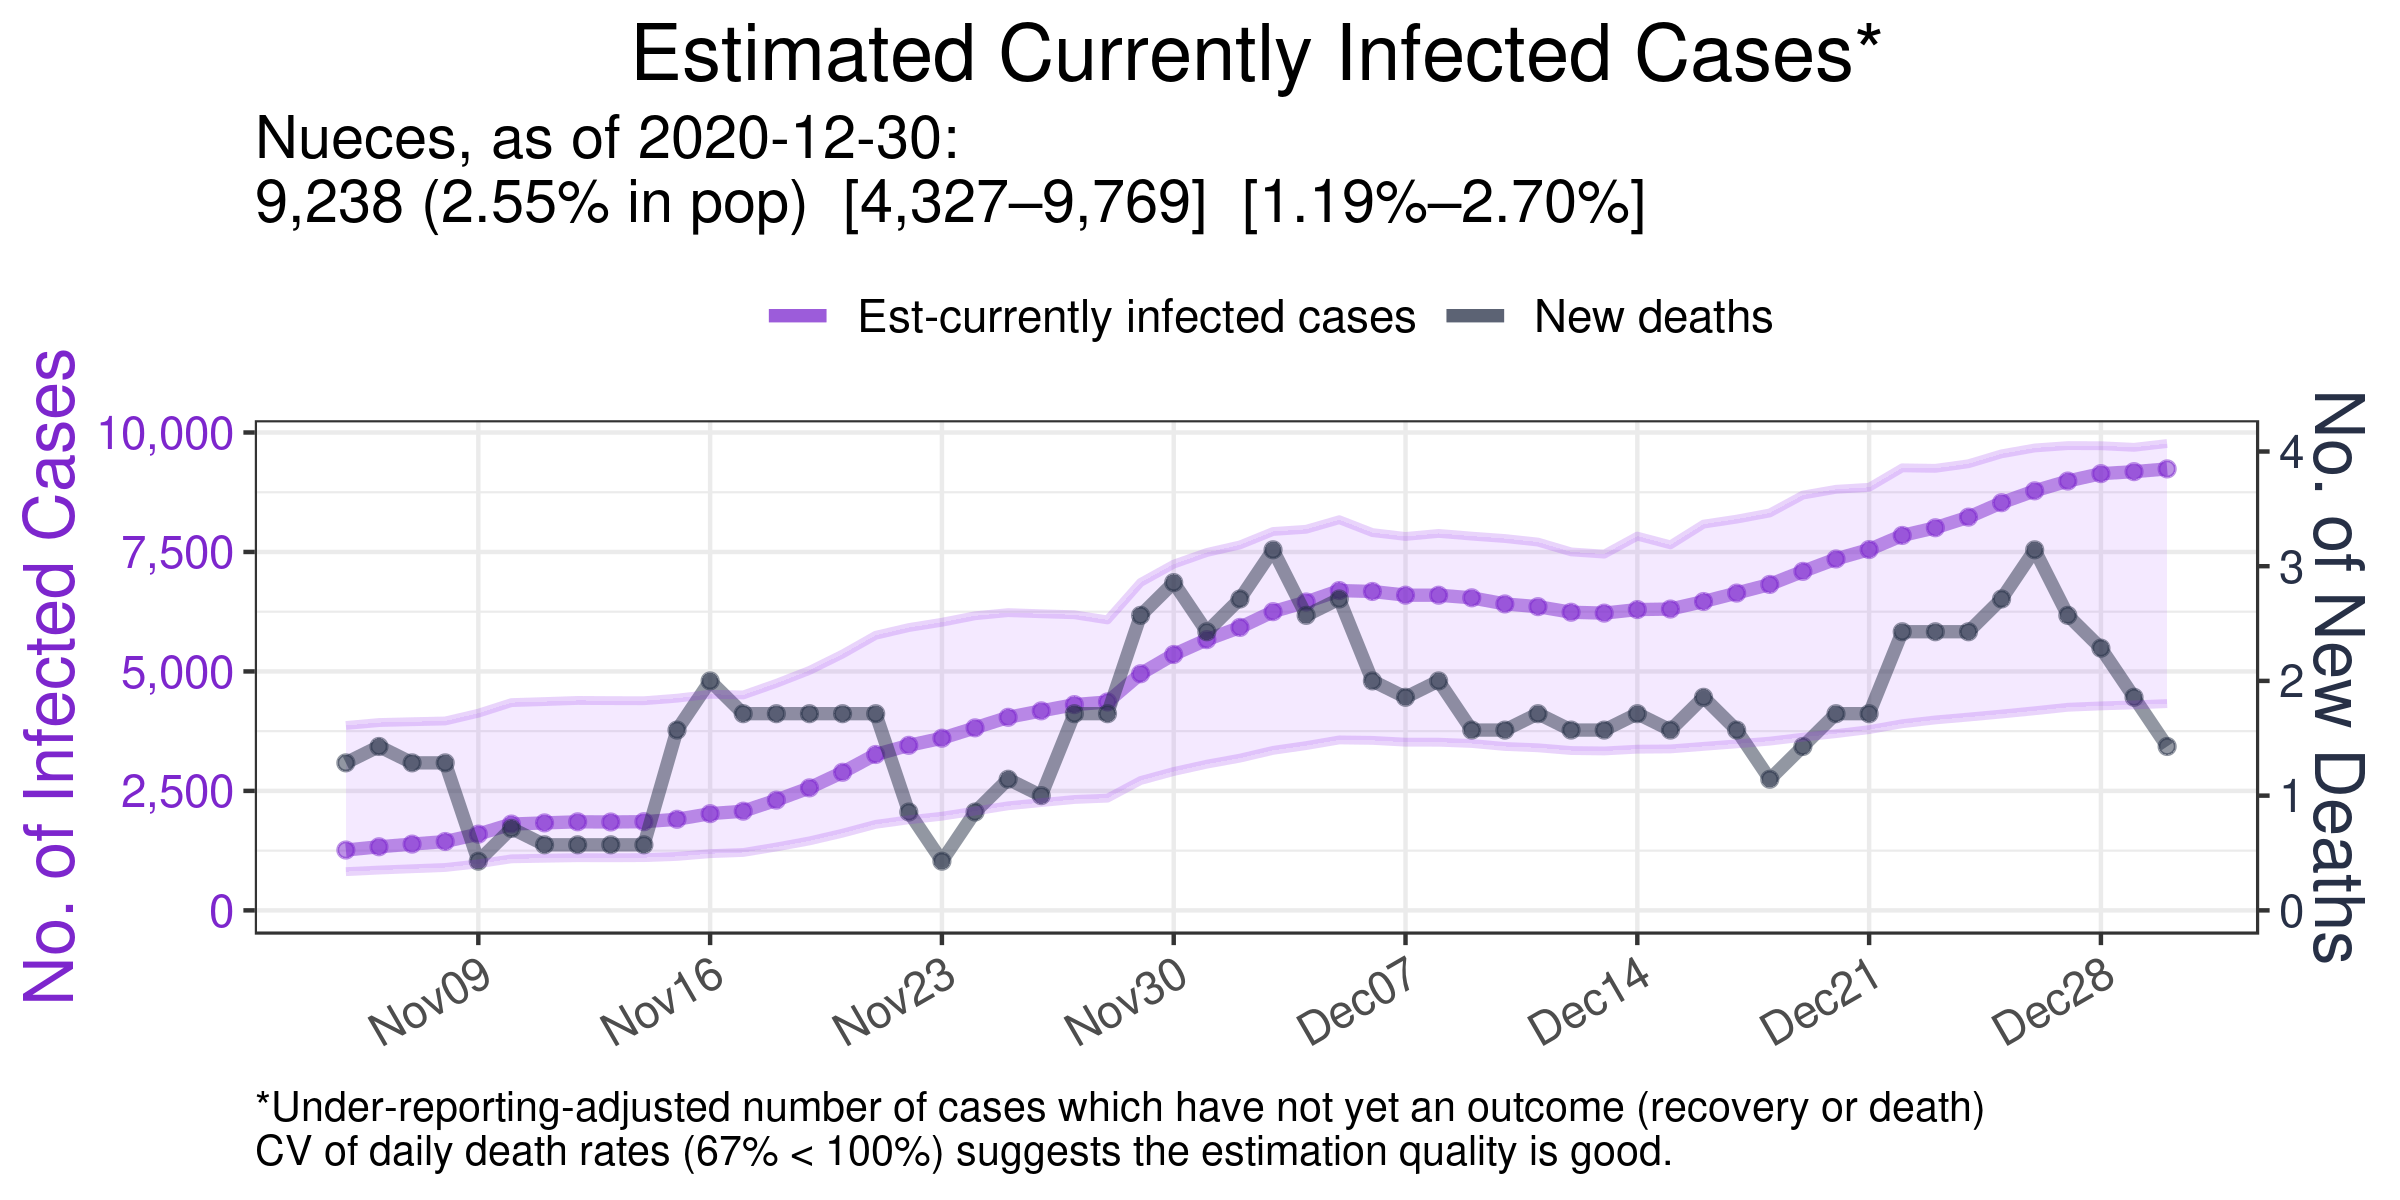 Estimated Currently Infected Cases*
Nueces, as of 2020-12-30:
9,238 (2.55% in pop)  [4,327–9,769]  [1.19%–2.70%]
Est-currently infected cases
New deaths
No. of Infected Cases
10,000
7,500
5,000
2,500
0
4
3
2
1
0
No. of New Deaths
Nov09
Nov16
Nov23
Nov30
Dec07
Dec14
Dec21
Dec28
*Under-reporting-adjusted number of cases which have not yet an outcome (recovery or death)
CV of daily death rates (67% < 100%) suggests the estimation quality is good.